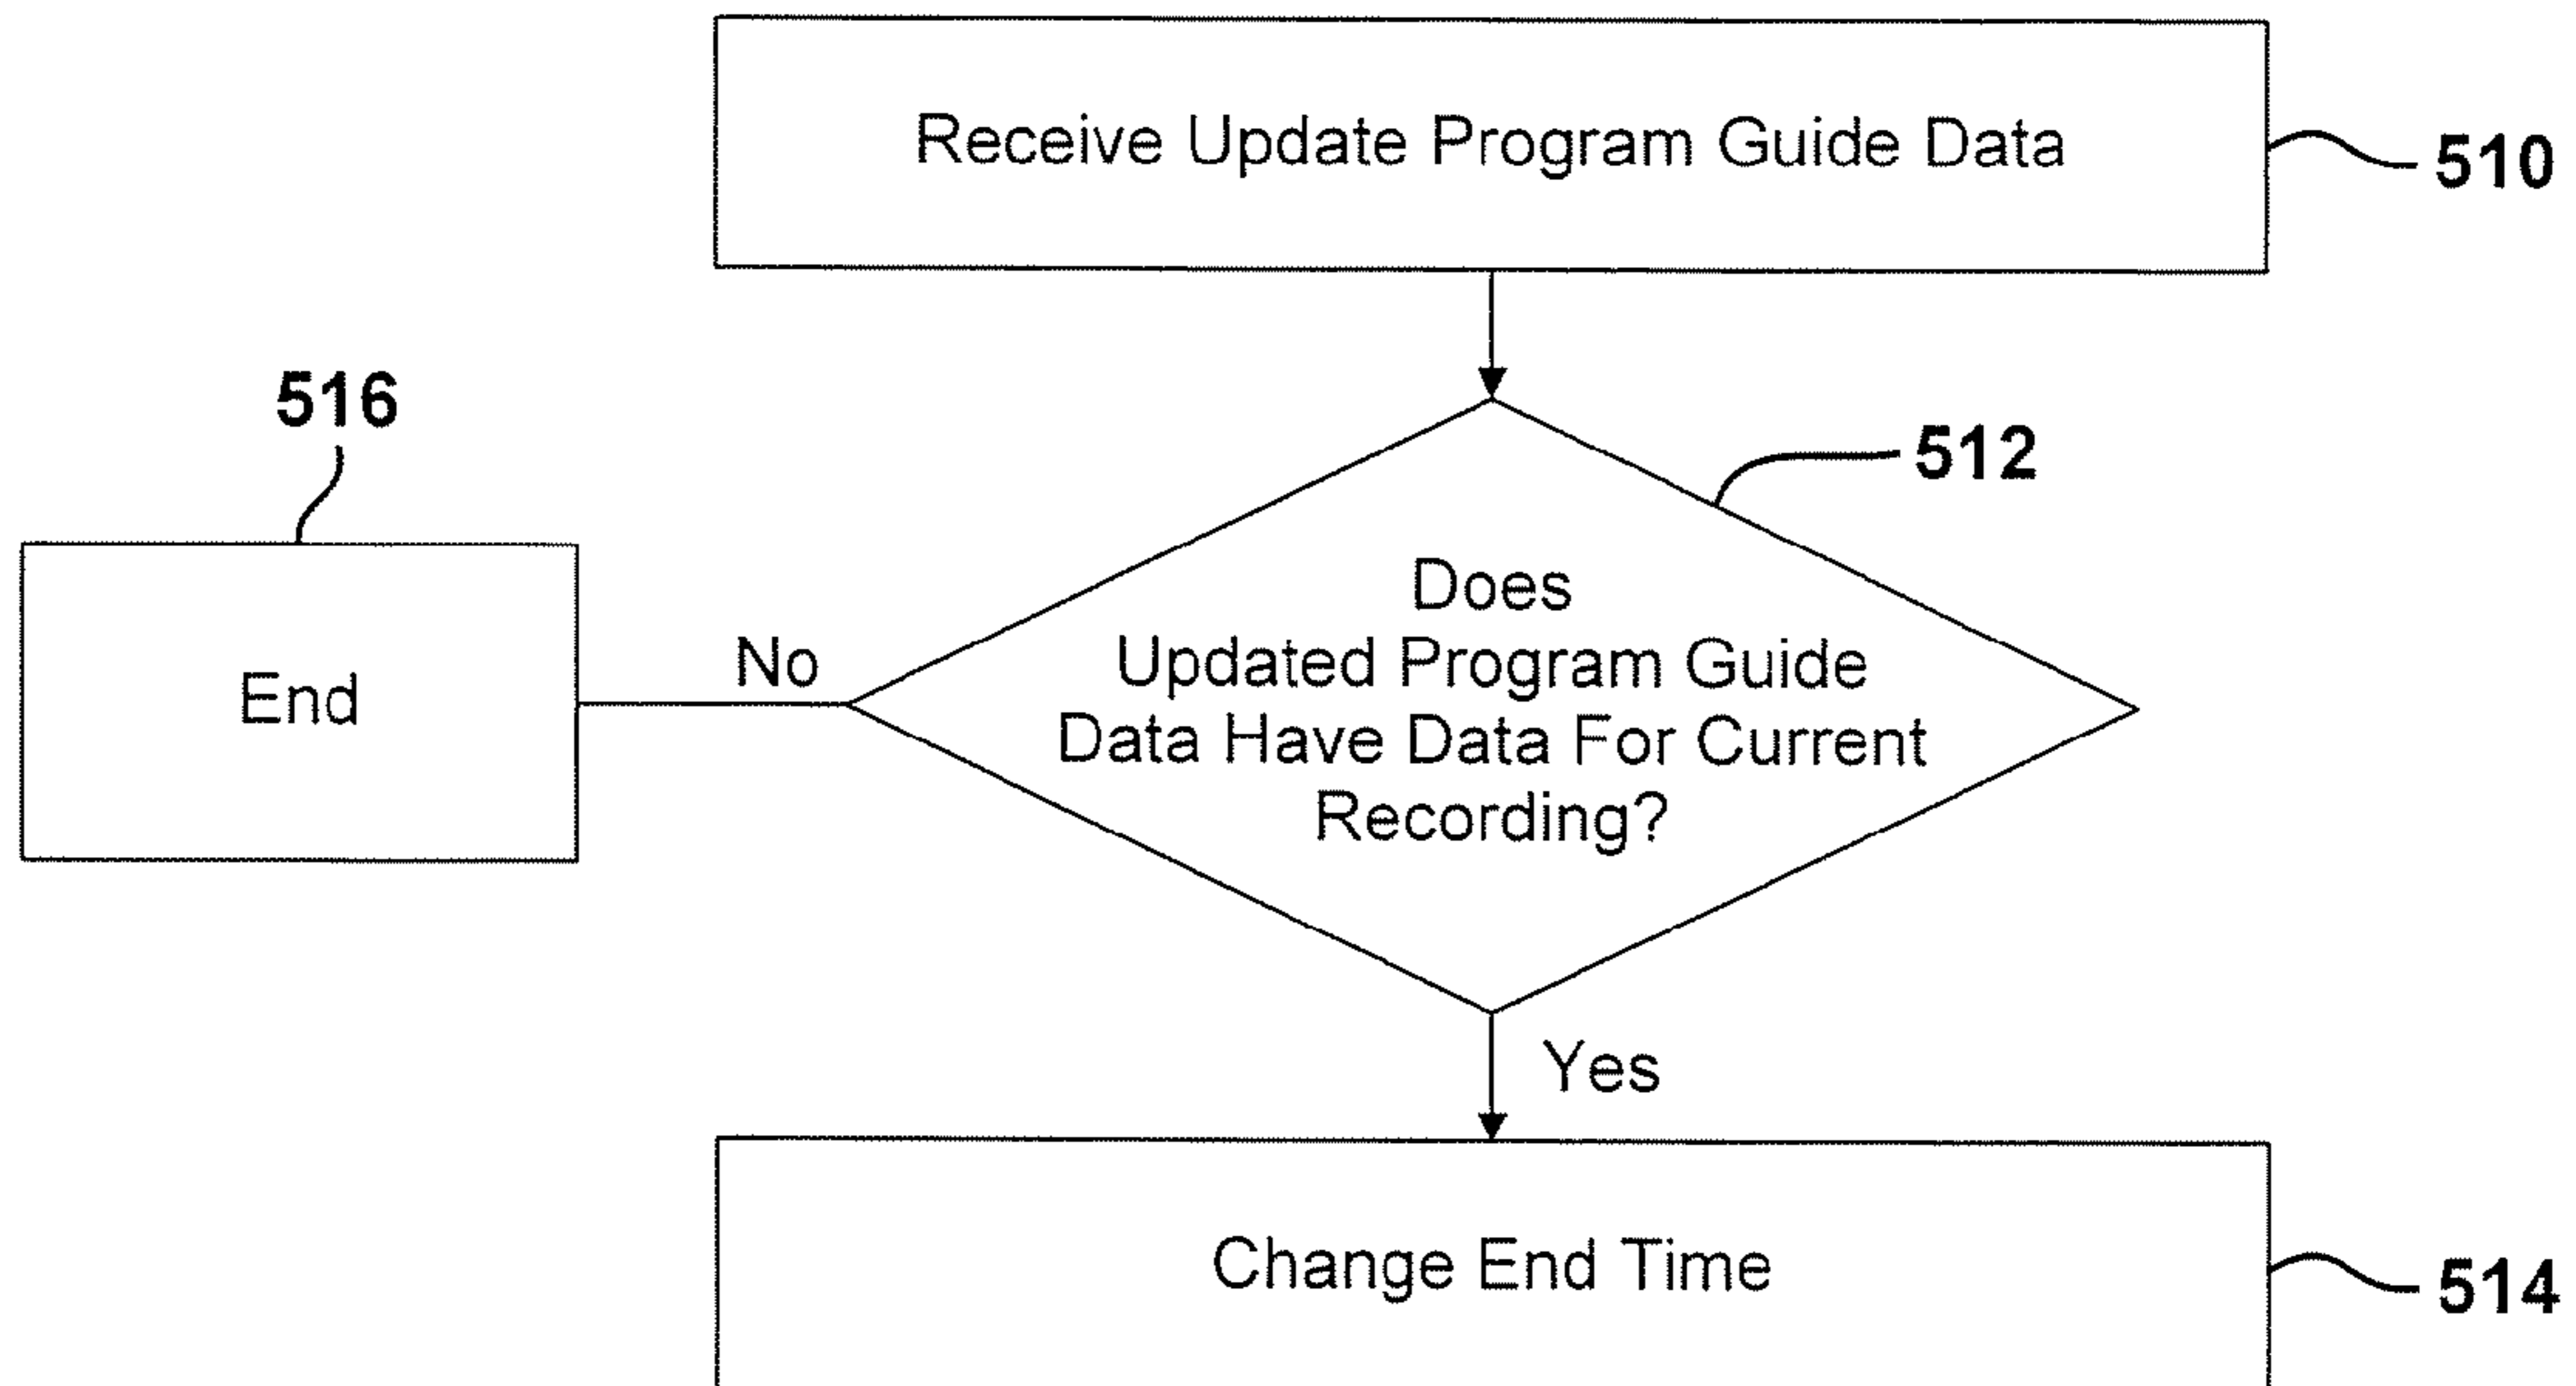 Receive Update Program Guide Data
510
516
512
Does
Updated Program Guide
Data Have Data For Current
Recording?
No
End
Yes
Change End Time
514